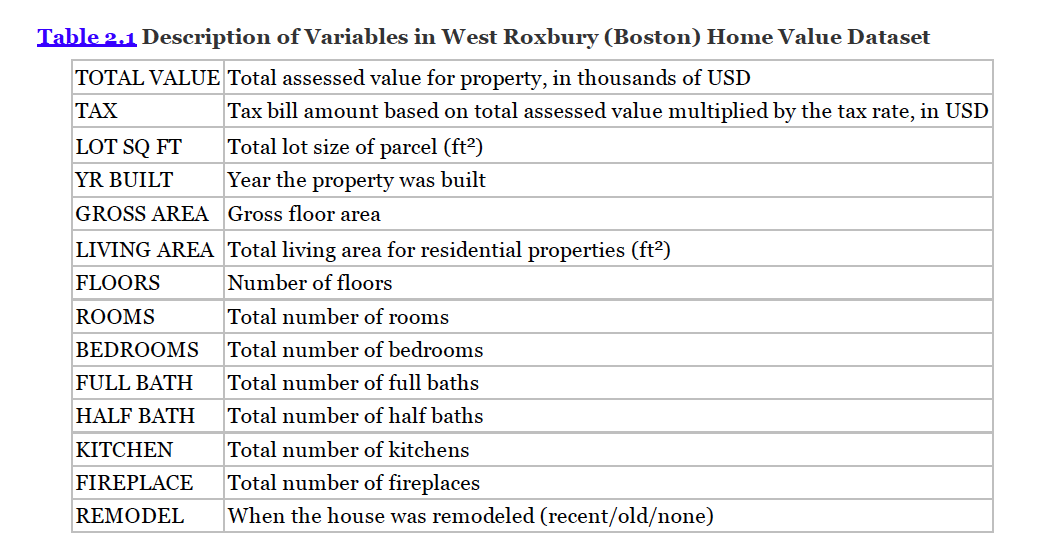 Table 2.1 Description of Variables in West Roxbury (Boston) Home Value Dataset
TOTAL VALUE Total assessed value for property, in thousands of USD
TAX Tax bill amount based on total assessed value multiplied by the tax rate, in USD
LOT SQ FT Total lot size of parcel (ft²)
YR BUILT Year the property was built
GROSS AREA Gross floor area
LIVING AREA Total living area for residential properties (ft²)
FLOORS Number of floors
ROOMS Total number of rooms
BEDROOMS Total number of bedrooms
FULL BATH Total number of full baths
HALF BATH Total number of half baths
KITCHEN Total number of kitchens
FIREPLACE Total number of fireplaces
REMODEL When the house was remodeled (recent/old/none)